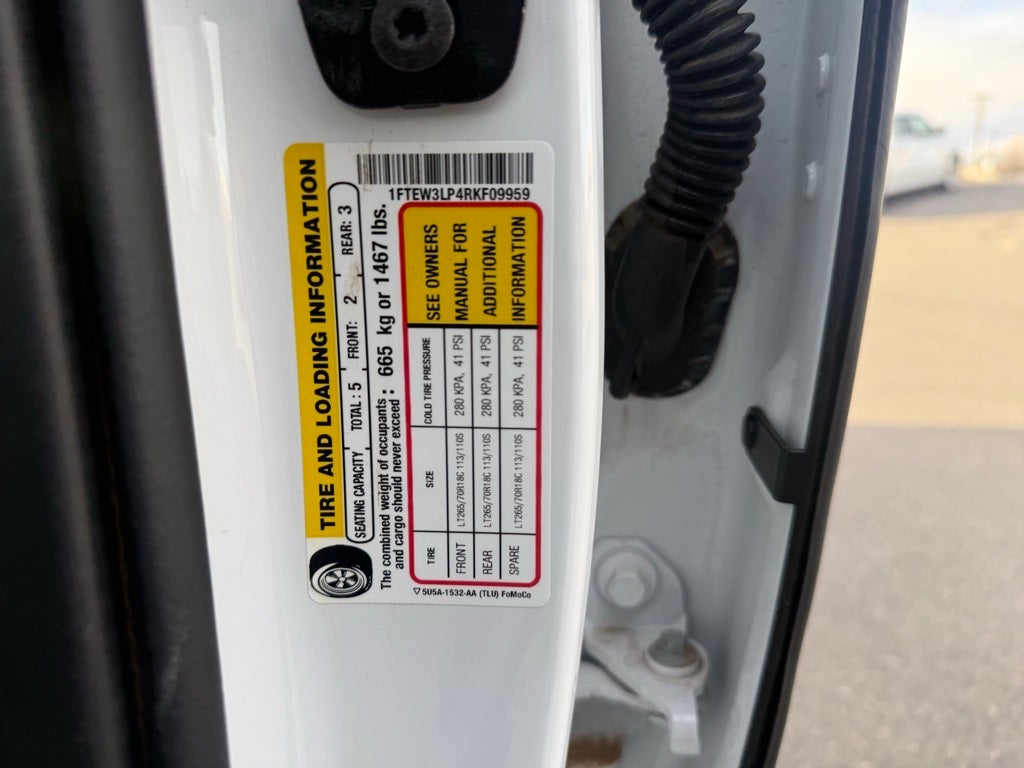 1FTEW3LP4RKF09959
TIRE AND LOADING INFORMATION
SEATING CAPACITY TOTAL : 5 FRONT: 2 REAR: 3
The combined weight of occupants and cargo should never exceed : 665 kg or 1467 lbs.
TIRE SIZE COLD TIRE PRESSURE
FRONT LT265/70R18C 113/110S 280 KPA, 41 PSI
REAR LT265/70R18C 113/110S 280 KPA, 41 PSI
SPARE LT265/70R18C 113/110S 280 KPA, 41 PSI
SEE OWNERS
MANUAL FOR
ADDITIONAL
INFORMATION
5U5A-1532-AA (TLU) FoMoCo